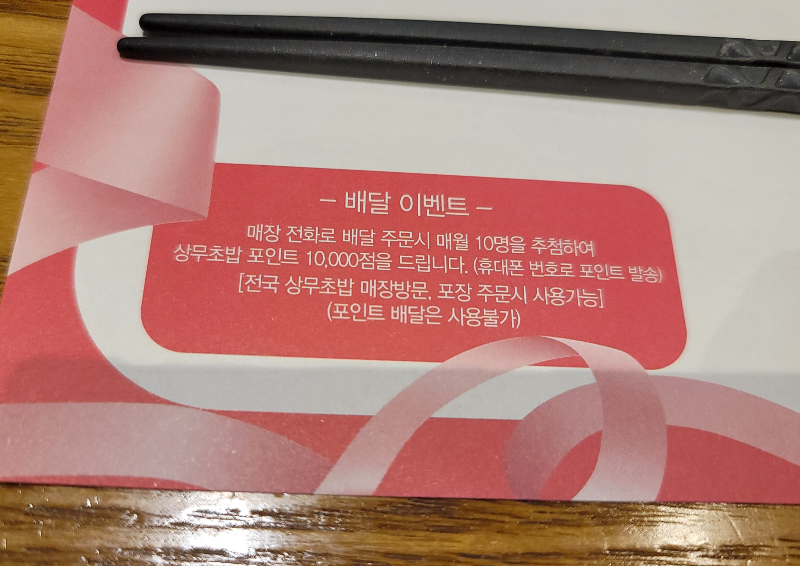 – 배달 이벤트 –
매장 전화로 배달 주문시 매월 10명을 추첨하여
상무초밥 포인트 10,000점을 드립니다. (휴대폰 번호로 포인트 발송)
[전국 상무초밥 매장방문, 포장 주문시 사용가능]
(포인트 배달은 사용불가)